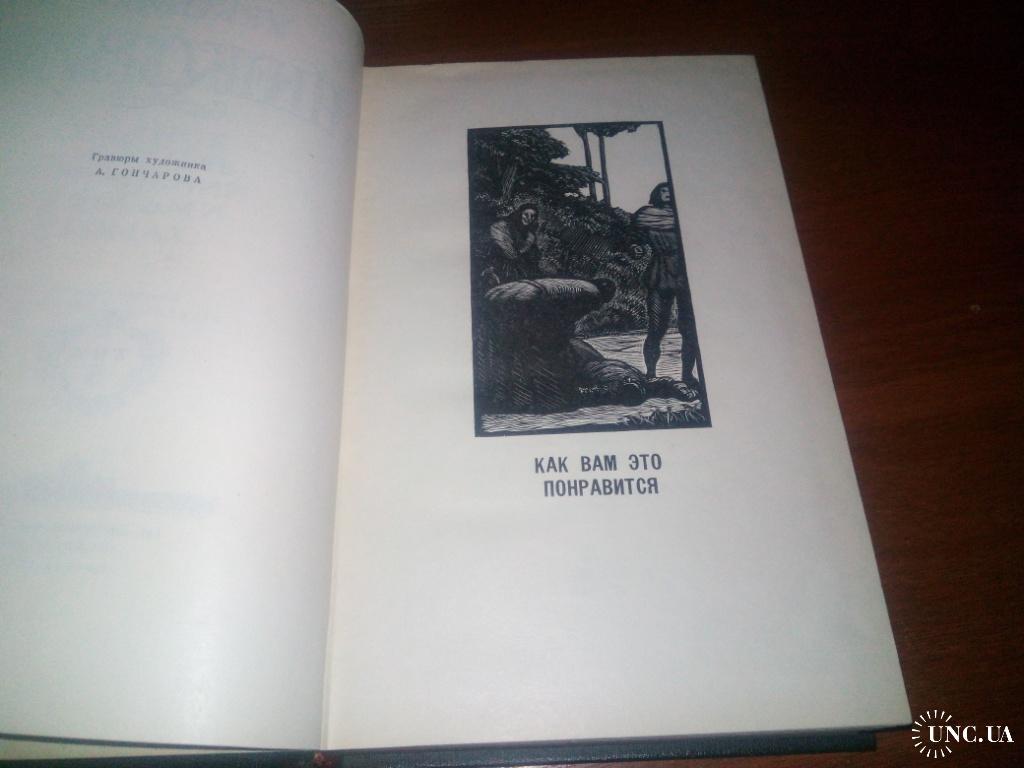 Гравюры художника
А. ГОНЧАРОВА
КАК ВАМ ЭТО
ПОНРАВИТСЯ
UNC.UA